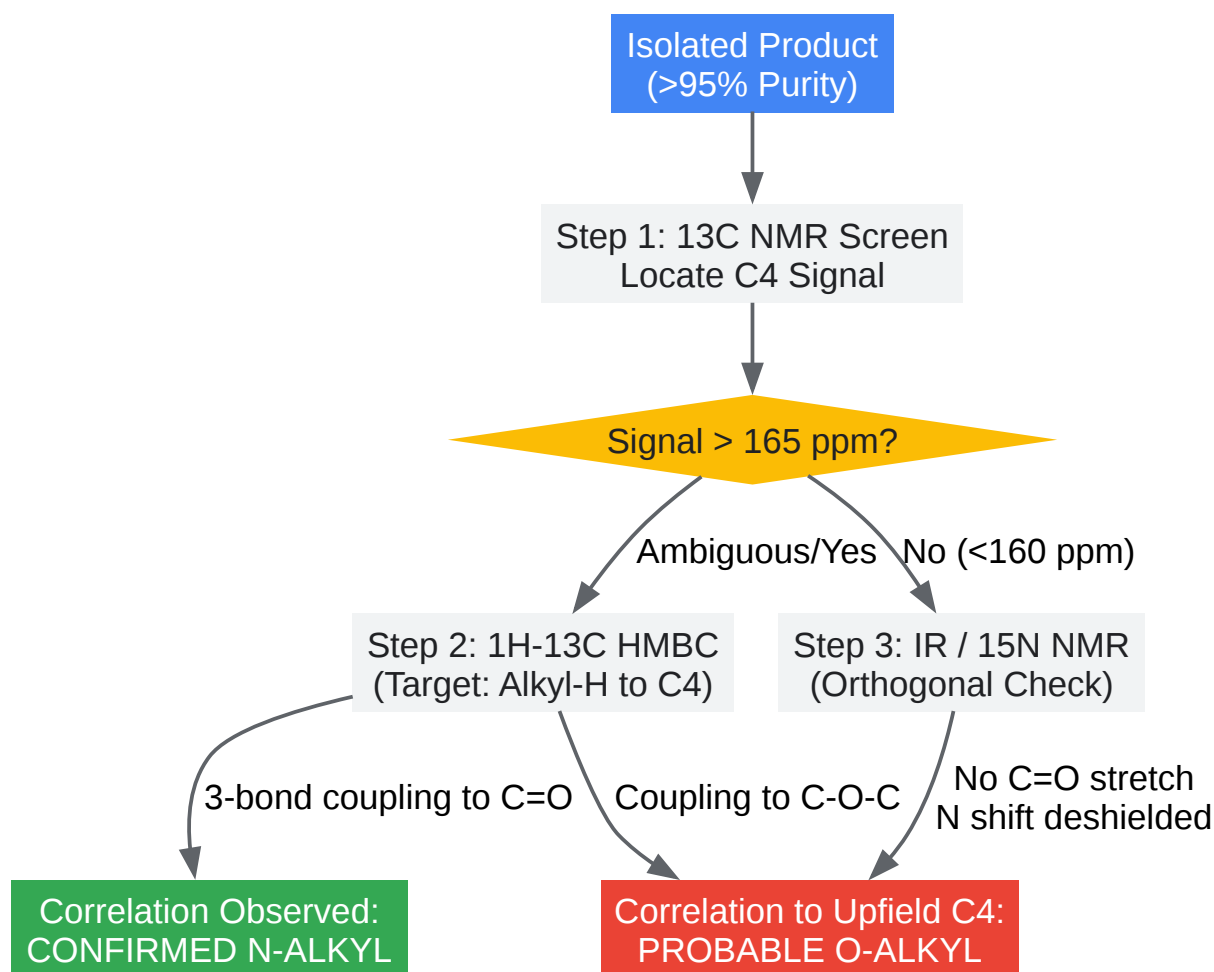 Isolated Product
(>95% Purity)
Step 1: 13C NMR Screen
Locate C4 Signal
Signal > 165 ppm?
Ambiguous/Yes
No (<160 ppm)
Step 2: 1H-13C HMBC
(Target: Alkyl-H to C4)
Step 3: IR / 15N NMR
(Orthogonal Check)
3-bond coupling to C=O
Coupling to C-O-C
No C=O stretch
N shift deshielded
Correlation Observed:
CONFIRMED N-ALKYL
Correlation to Upfield C4:
PROBABLE O-ALKYL